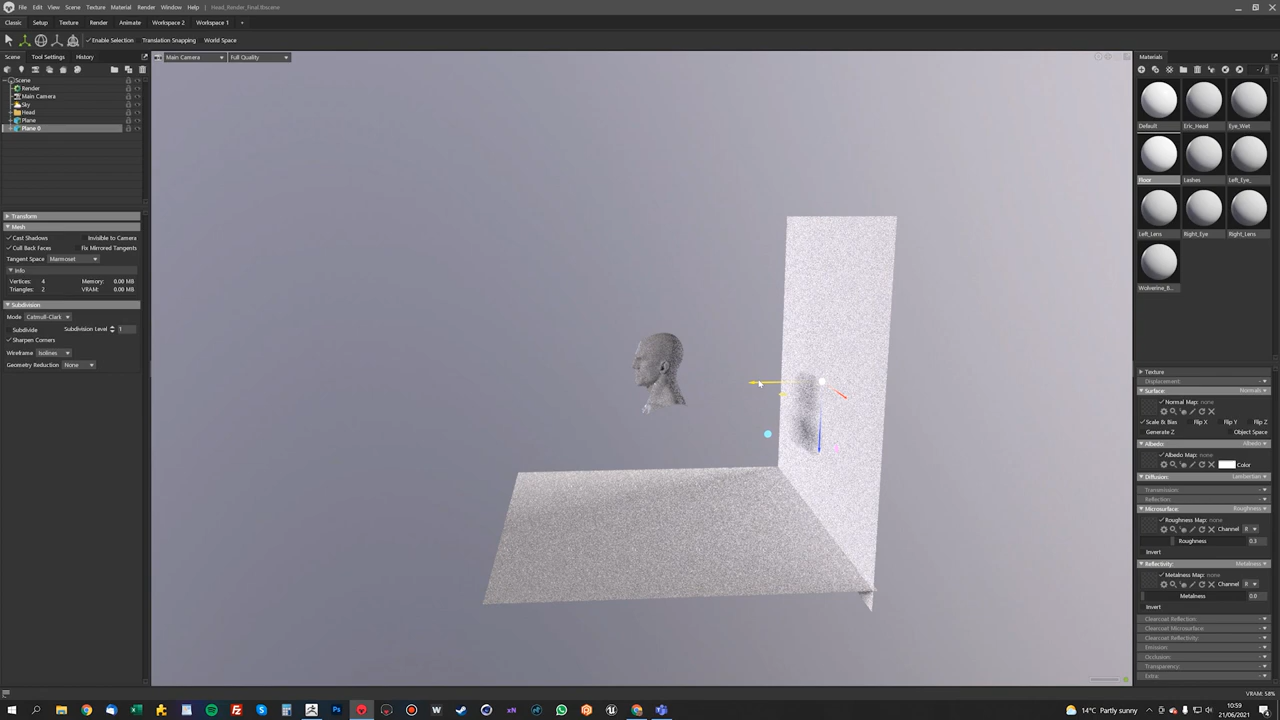 File Edit View Scene Texture Material Render Window Help Head_Render_Final.tbscene
Classic Setup Texture Render Animate Workspace 2 Workspace 1 +
Enable Selection Translation Snapping World Space
Scene Tool Settings History
Main Camera Full Quality
Materials
Scene
Render
Main Camera
Sky
Head
Plane
Plane 0
Default Eric_Head Eye_Wet
Floor Lashes Left_Eye_
Left_Lens Right_Eye Right_Lens
Wolverine_B...
Transform
Mesh
Cast Shadows Invisible to Camera
Cull Back Faces Fix Mirrored Tangents
Tangent Space Marmoset
Info
Vertices: 4 Memory: 0.00 MB
Triangles: 2 VRAM: 0.00 MB
Subdivision
Mode Catmull-Clark
Subdivide Subdivision Level 1
Sharpen Corners
Wireframe Isolines
Geometry Reduction None
Texture
Displacement:
Surface: Normals
Normal Map: none
Scale & Bias Flip X Flip Y Flip Z
Generate Z Object Space
Albedo: Albedo
Albedo Map: none
Color
Diffusion: Lambertian
Transmission:
Reflection:
Microsurface: Roughness
Roughness Map: none
Channel R
Roughness 0.3
Invert
Reflectivity: Metalness
Metalness Map: none
Channel R
Metalness 0.0
Invert
Clearcoat Reflection:
Clearcoat Microsurface:
Clearcoat Reflectivity:
Emission:
Occlusion:
Transparency:
Extra:
VRAM: 58%
14°C Partly sunny
10:59
21/06/2021